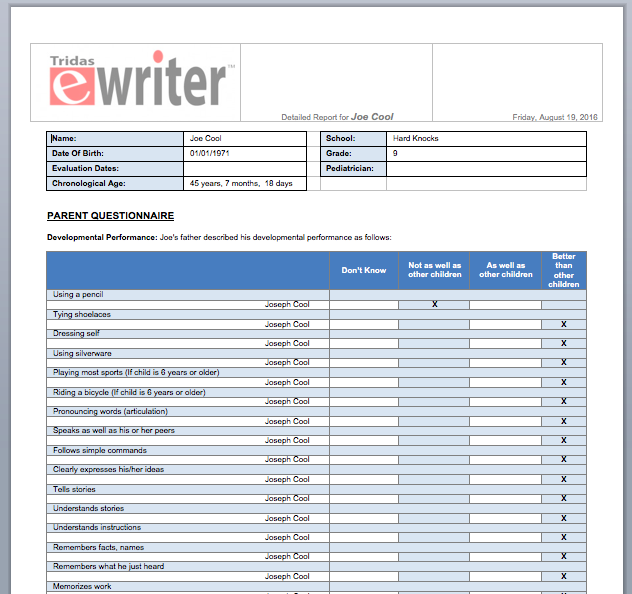 Tridas
ewriter™
Detailed Report for Joe Cool
Friday, August 19, 2016
Name: Joe Cool School: Hard Knocks
Date Of Birth: 01/01/1971 Grade: 9
Evaluation Dates: Pediatrician:
Chronological Age: 45 years, 7 months, 18 days
PARENT QUESTIONNAIRE
Developmental Performance: Joe's father described his developmental performance as follows:
Don't Know Not as well as other children As well as other children Better than other children
Using a pencil
Joseph Cool X
Tying shoelaces
Joseph Cool X
Dressing self
Joseph Cool X
Using silverware
Joseph Cool X
Playing most sports (If child is 6 years or older)
Joseph Cool X
Riding a bicycle (If child is 6 years or older)
Joseph Cool X
Pronouncing words (articulation)
Joseph Cool X
Speaks as well as his or her peers
Joseph Cool X
Follows simple commands
Joseph Cool X
Clearly expresses his/her ideas
Joseph Cool X
Tells stories
Joseph Cool X
Understands stories
Joseph Cool X
Understands instructions
Joseph Cool X
Remembers facts, names
Joseph Cool X
Remembers what he just heard
Joseph Cool X
Memorizes work